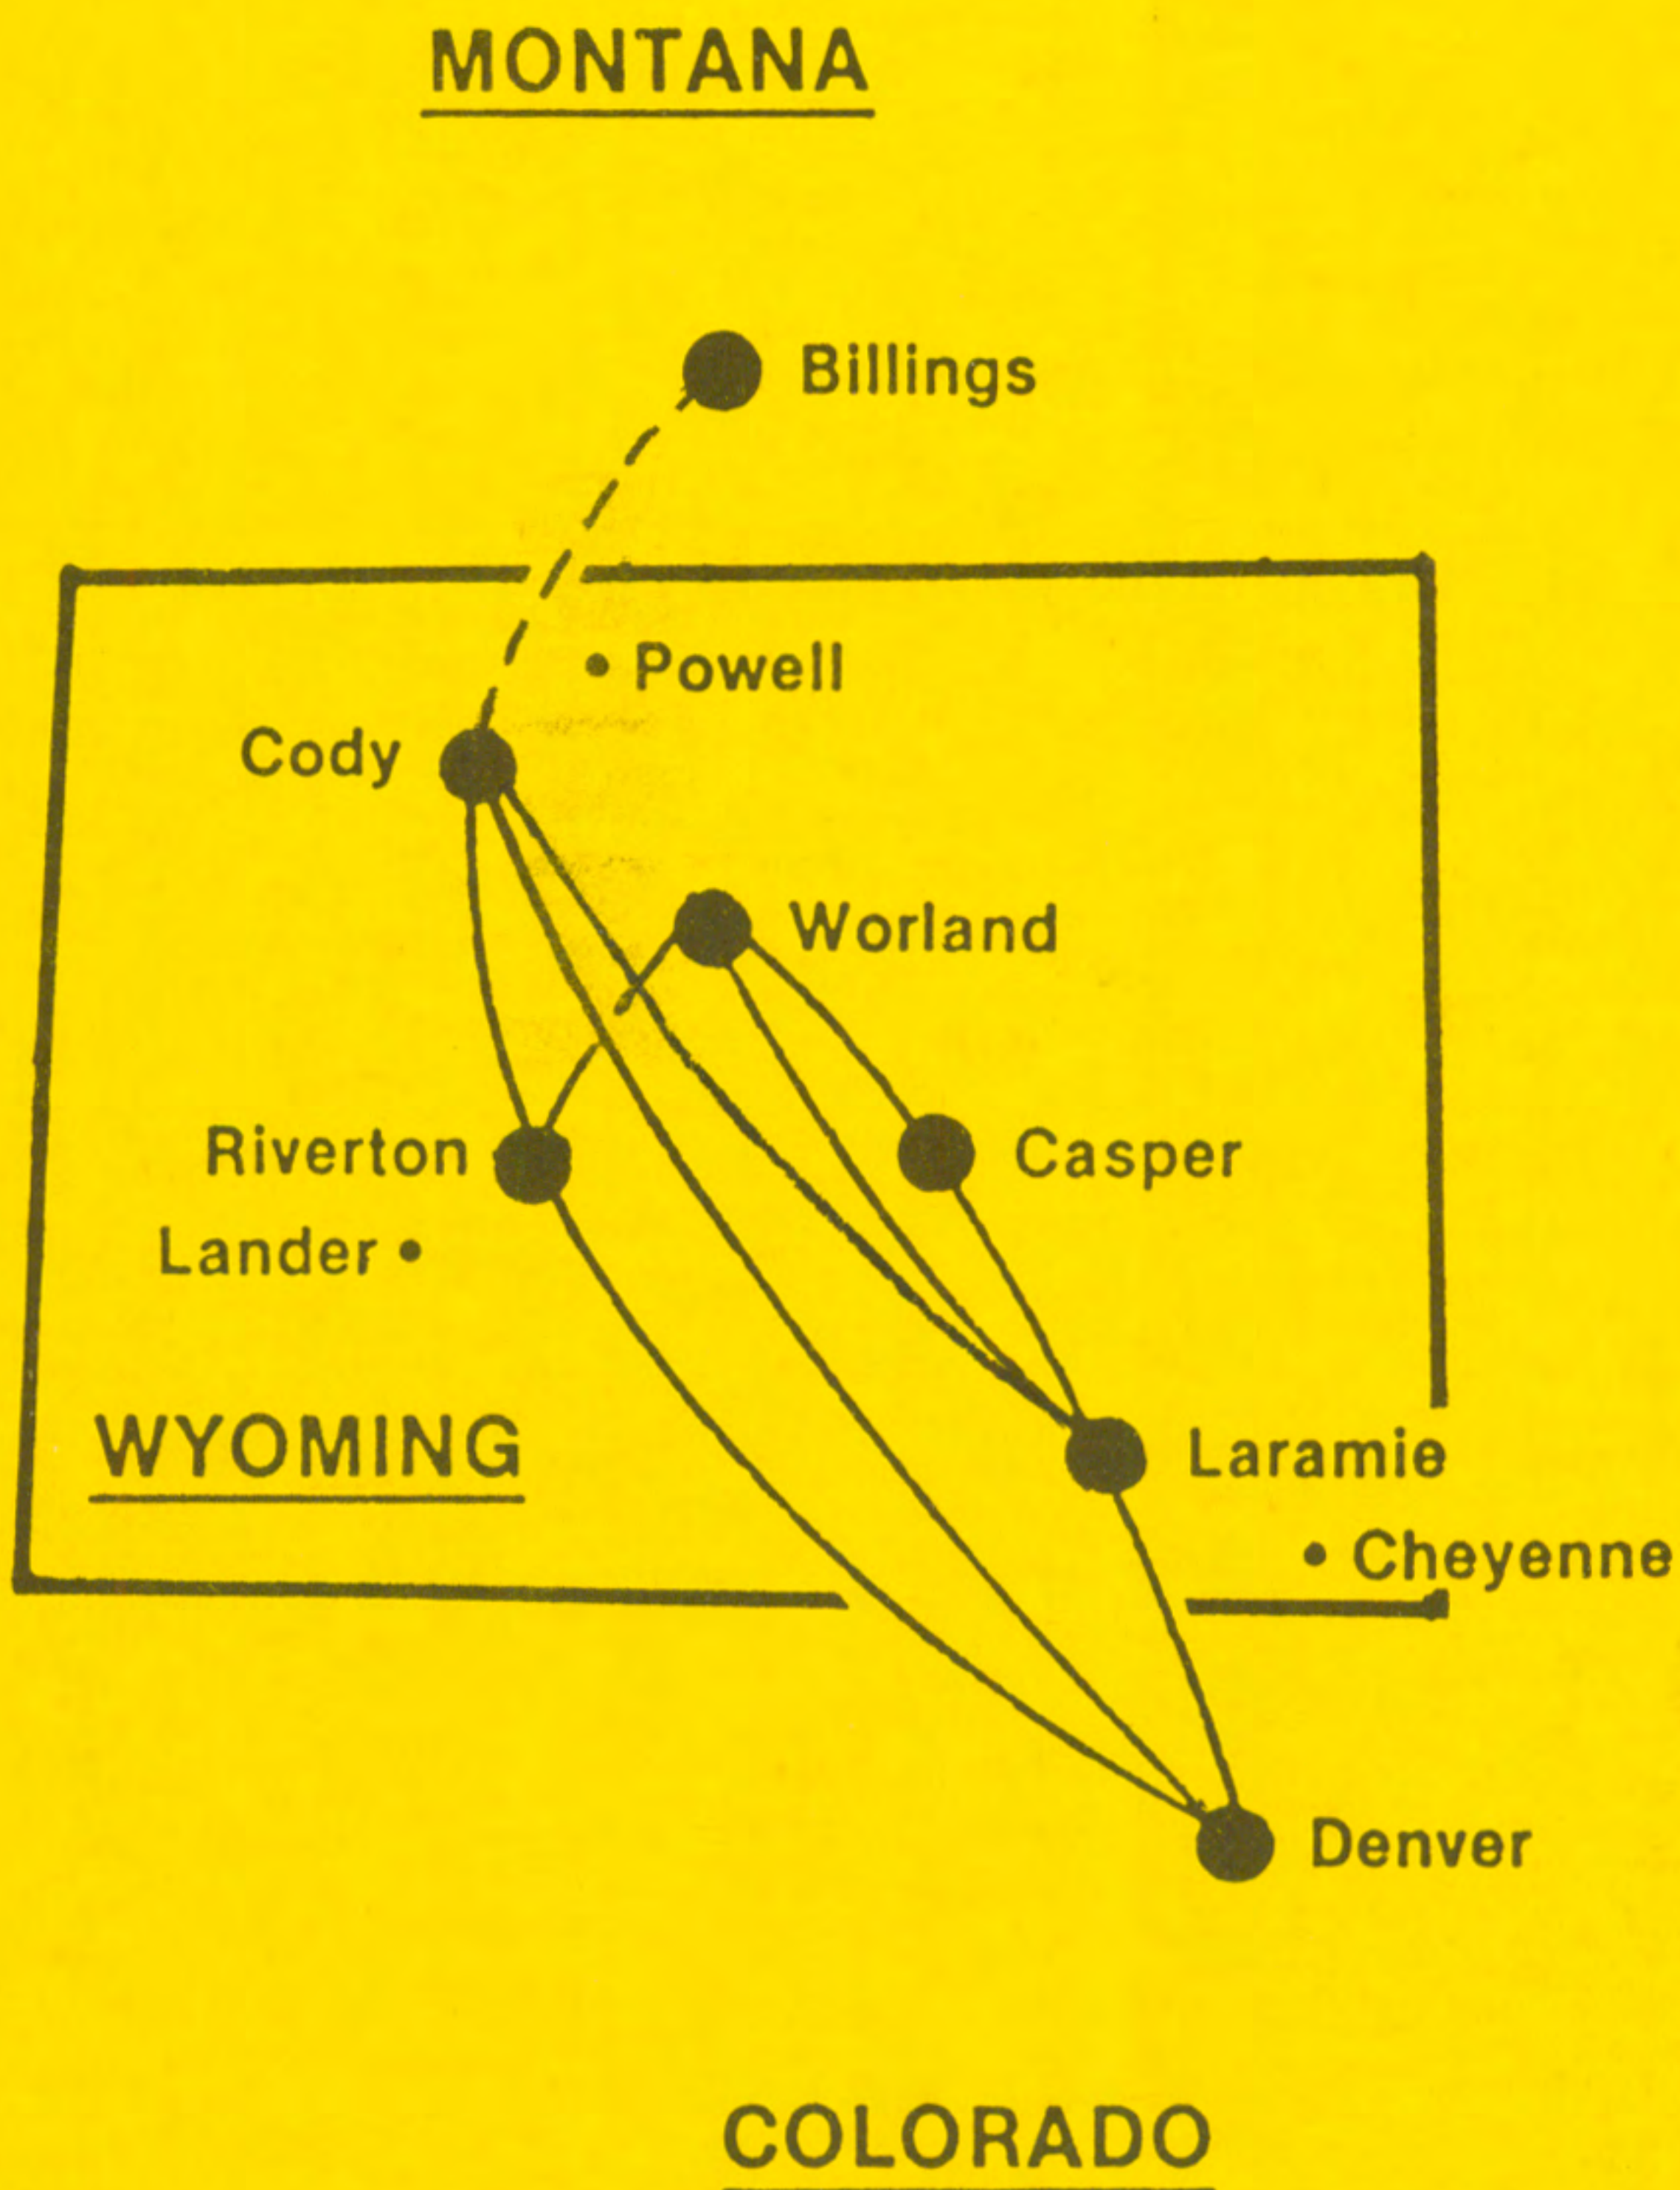 MONTANA
Billings
Powell
Cody
Worland
Riverton
Casper
Lander
WYOMING
Laramie
Cheyenne
Denver
COLORADO